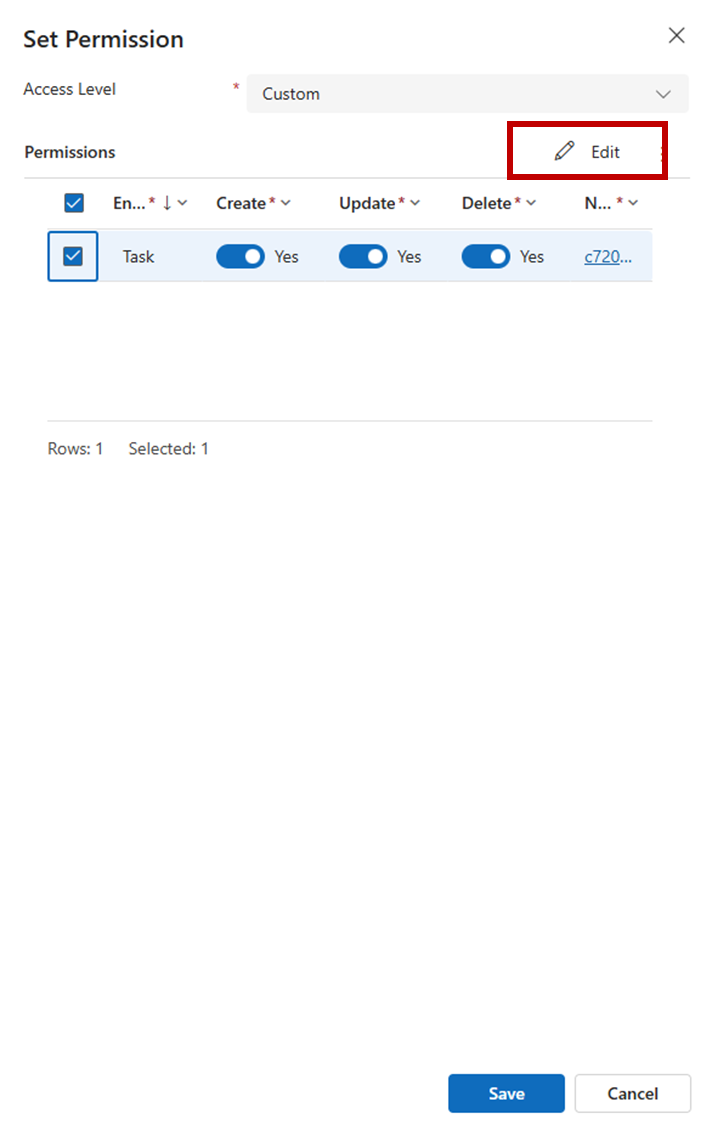 Set Permission
Access Level * Custom
Permissions Edit
En...* Create* Update* Delete* N... *
Task Yes Yes Yes c720...
Rows: 1 Selected: 1
Save Cancel